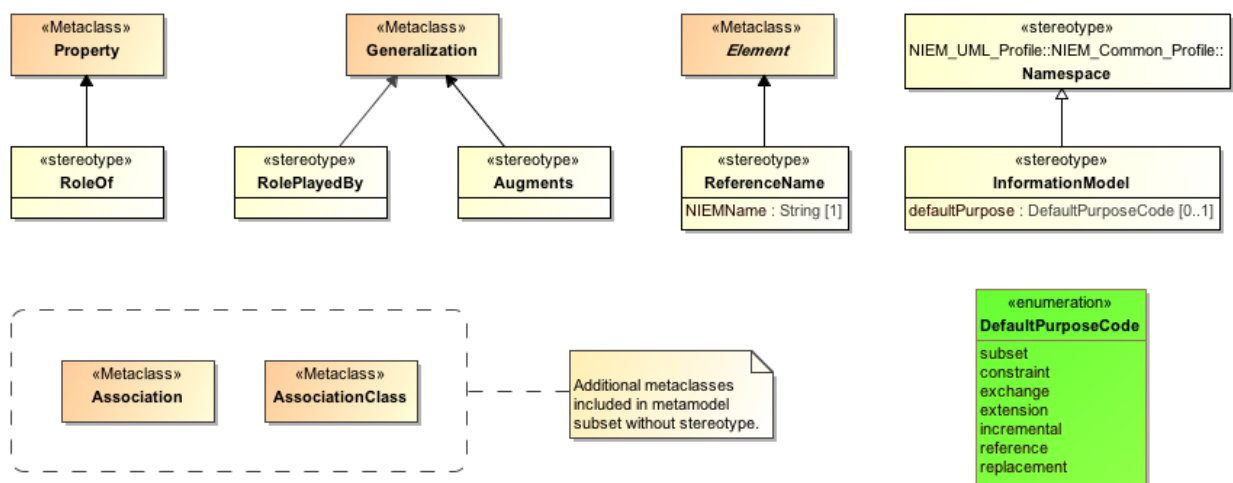 «Metaclass»
Property
«Metaclass»
Generalization
«Metaclass»
Element
«stereotype»
NIEM_UML_Profile::NIEM_Common_Profile::
Namespace
«stereotype»
RoleOf
«stereotype»
RolePlayedBy
«stereotype»
Augments
«stereotype»
ReferenceName
NIEMName : String [1]
«stereotype»
InformationModel
defaultPurpose : DefaultPurposeCode [0..1]
«Metaclass»
Association
«Metaclass»
AssociationClass
Additional metaclasses
included in metamodel
subset without stereotype.
«enumeration»
DefaultPurposeCode
subset
constraint
exchange
extension
incremental
reference
replacement